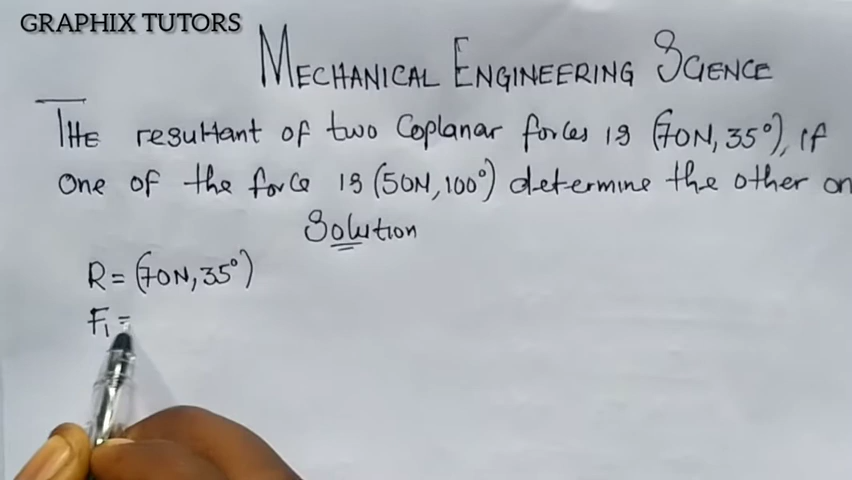 GRAPHIX TUTORS
MECHANICAL ENGINEERING SCIENCE
THE resultant of two Coplanar forces is (70N, 35°), if
One of the force is (50N, 100°) determine the other on
Solution
R = (70N, 35°)
F₁ =